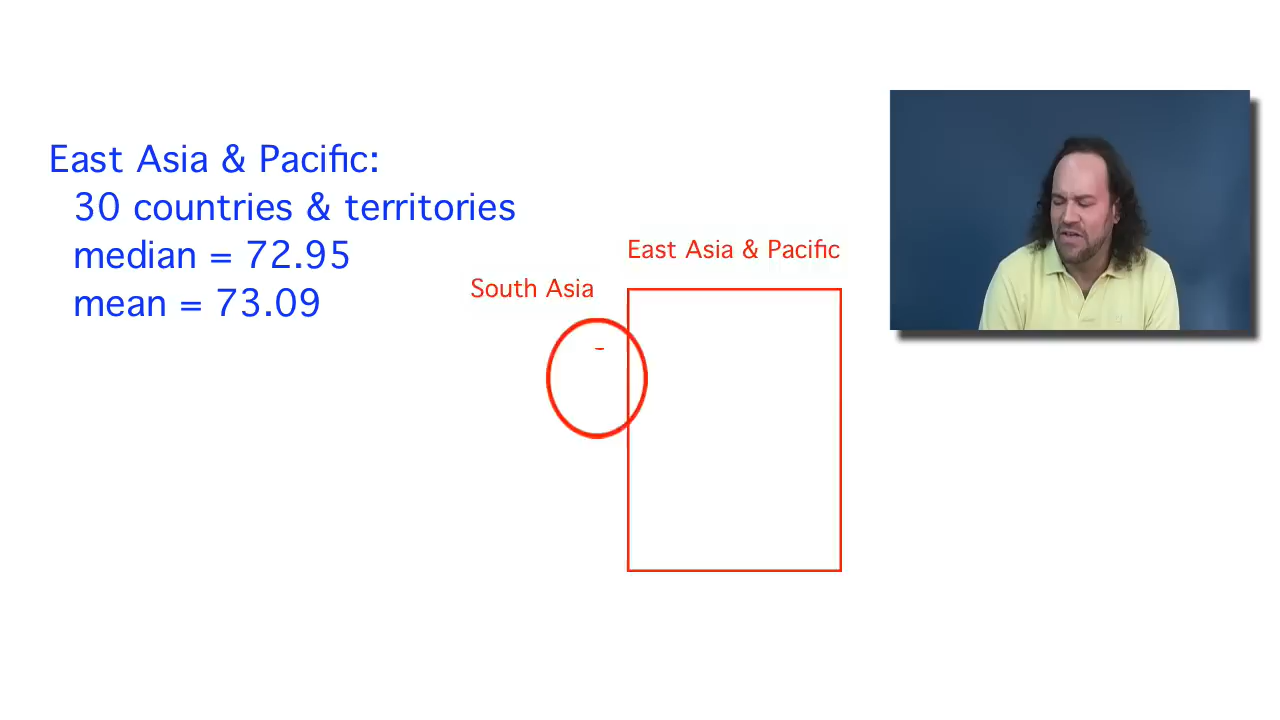 East Asia & Pacific:
30 countries & territories
median = 72.95
mean = 73.09
East Asia & Pacific
South Asia